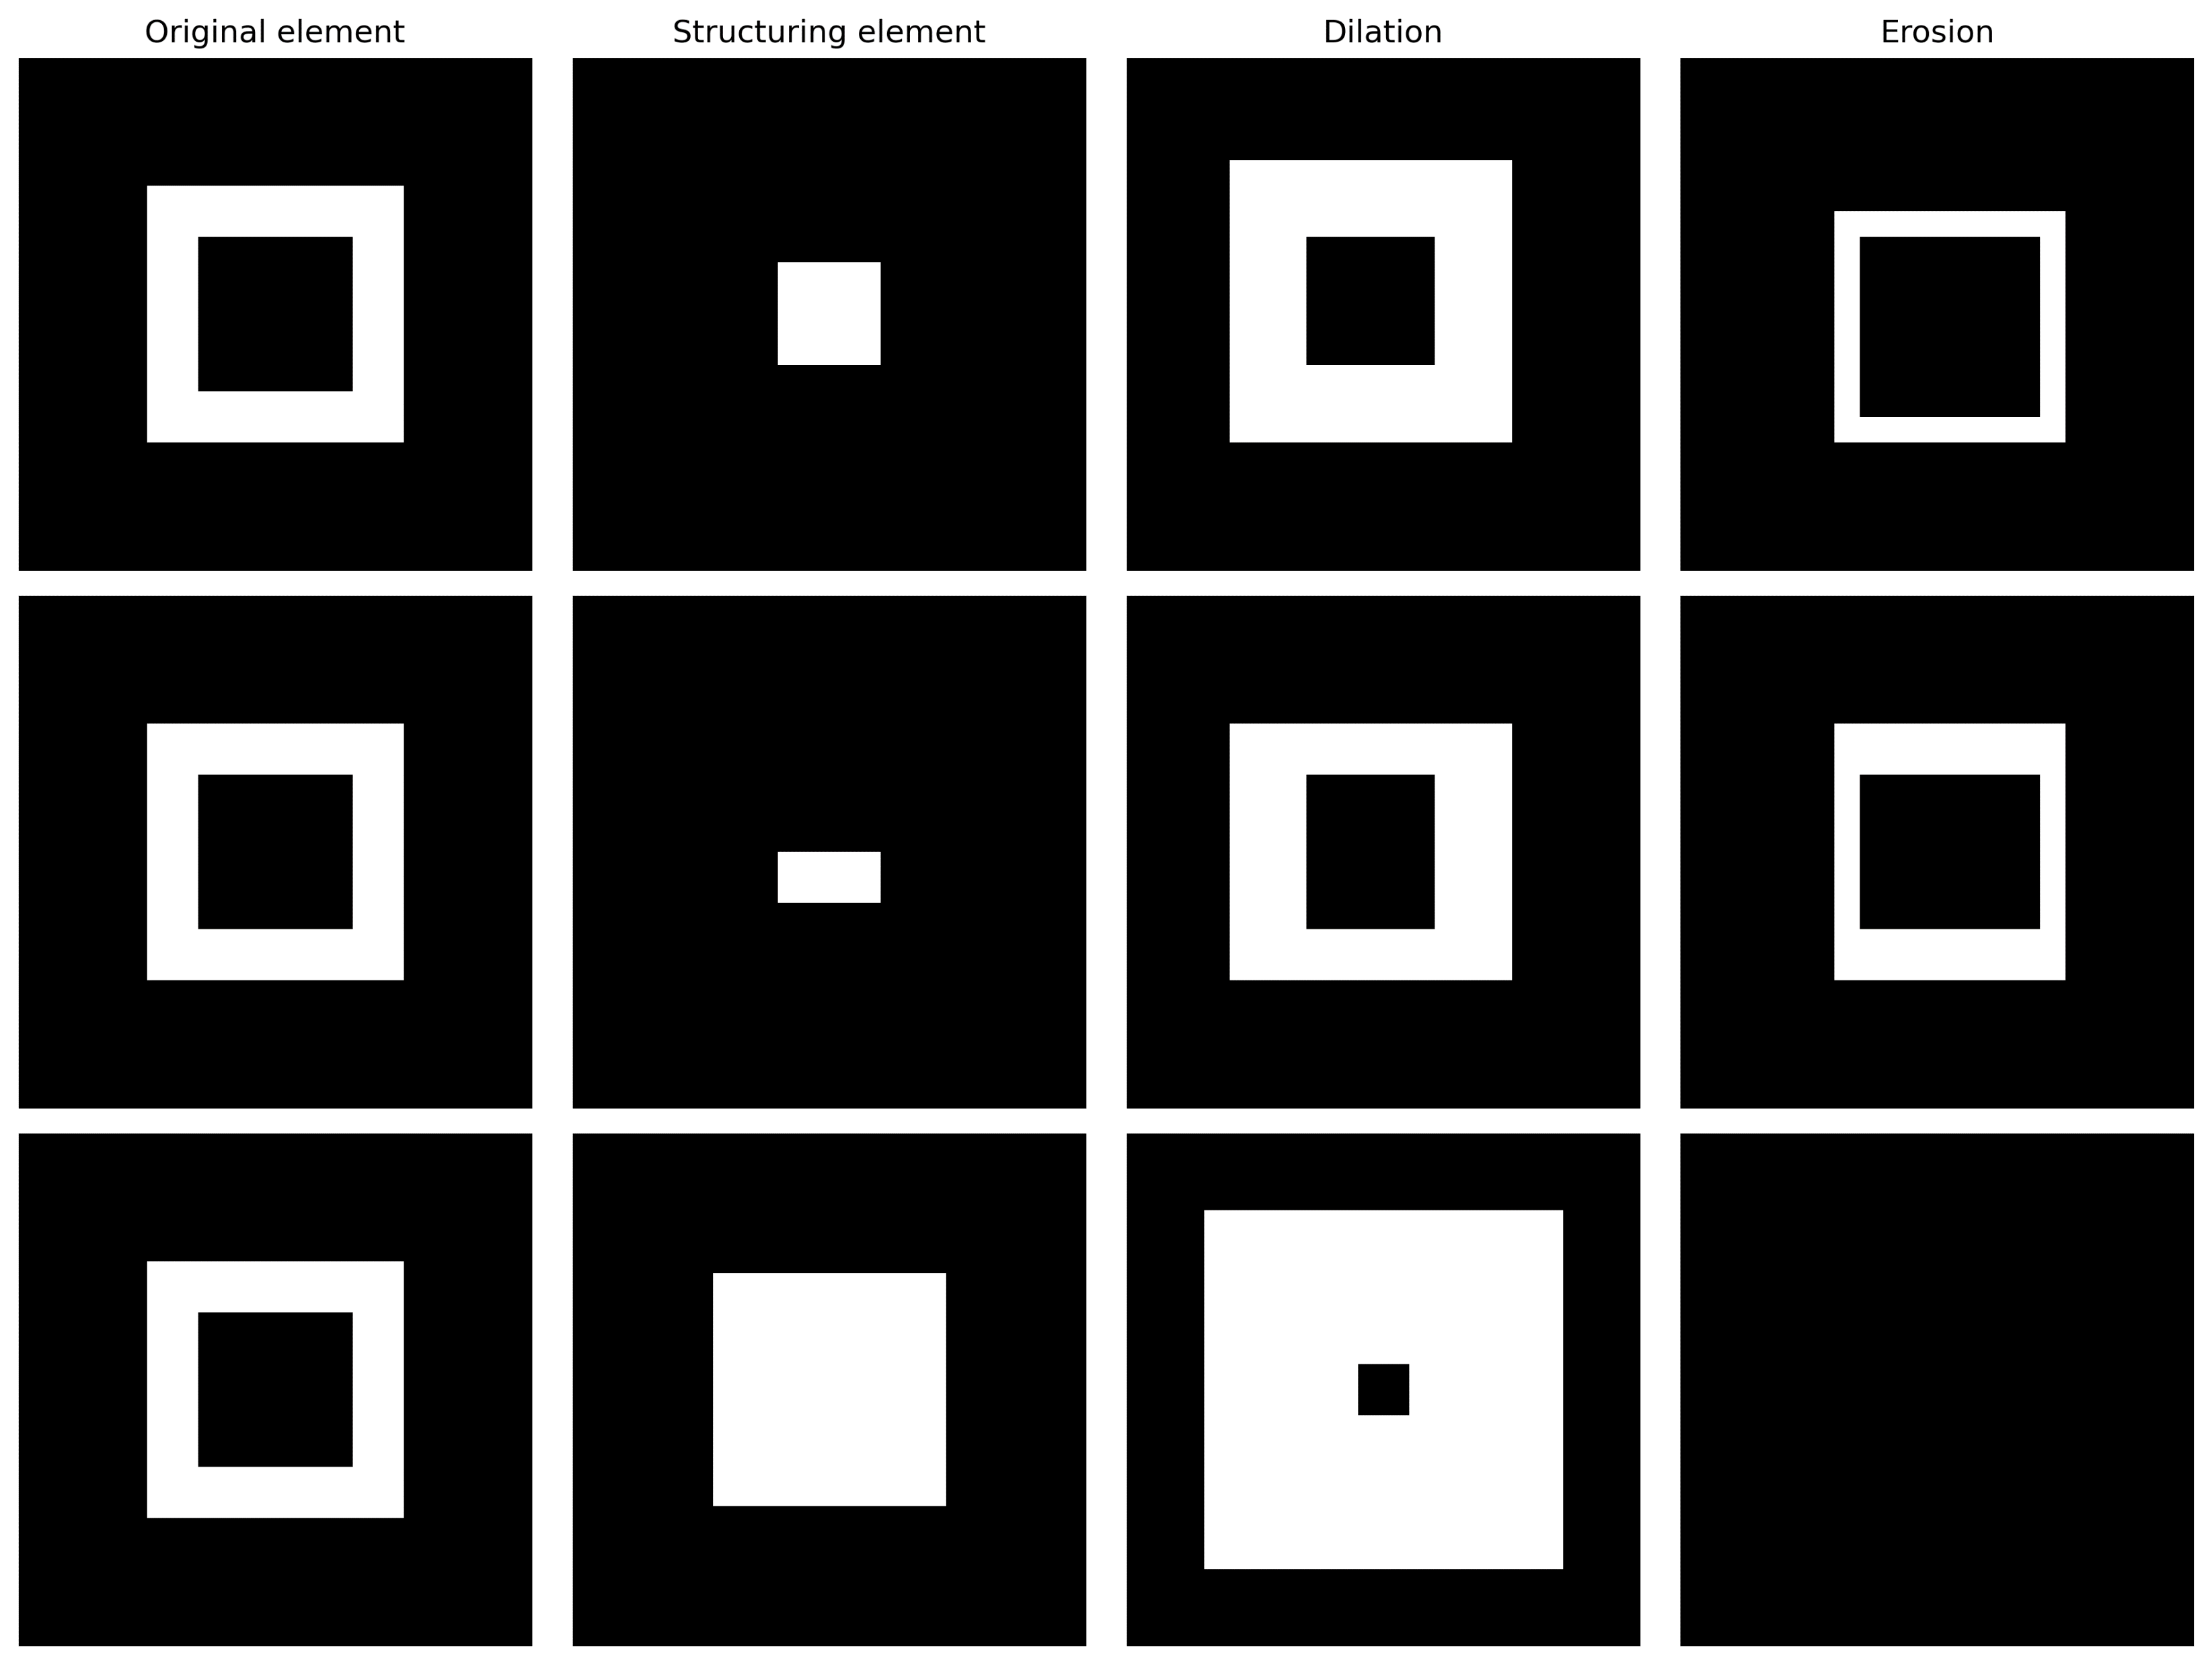 Original element
Structuring element
Dilation
Erosion